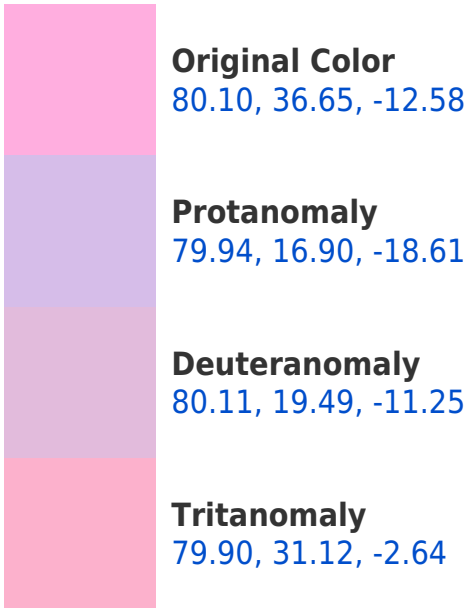 Original Color
80.10, 36.65, -12.58
Protanomaly
79.94, 16.90, -18.61
Deuteranomaly
80.11, 19.49, -11.25
Tritanomaly
79.90, 31.12, -2.64